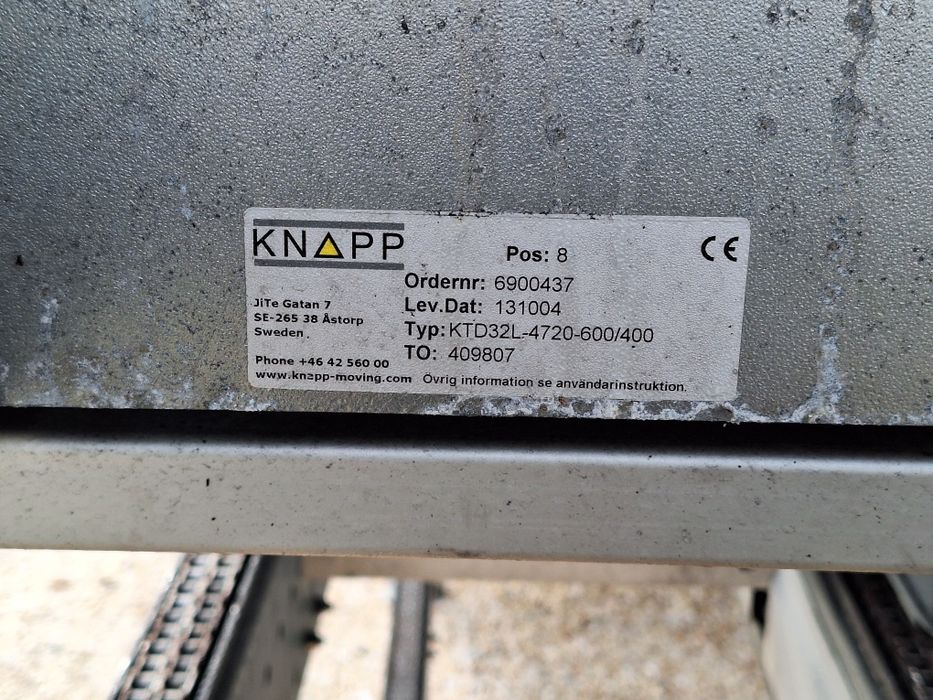 KNAPP
Pos: 8
CE
Ordernr: 6900437
Lev.Dat: 131004
Typ: KTD32L-4720-600/400
TO: 409807
JiTe Gatan 7
SE-265 38 Åstorp
Sweden
Phone +46 42 560 00
www.knapp-moving.com
Övrig information se användarinstruktion.